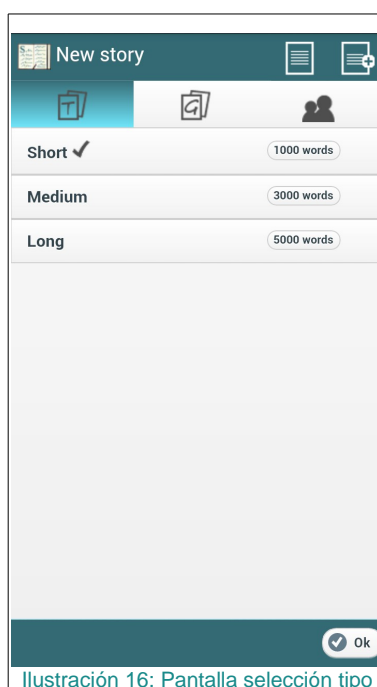 New story
T
G
Short
1000 words
Medium
3000 words
Long
5000 words
Ok
Ilustración 16: Pantalla selección tipo